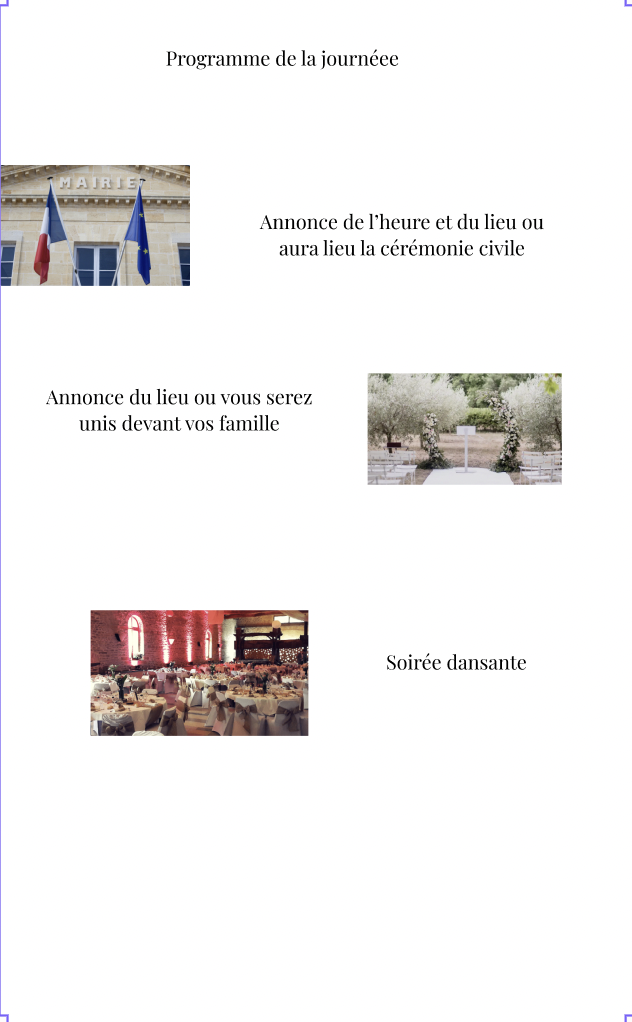 Programme de la journéee
MAIRIE
Annonce de l’heure et du lieu ou
aura lieu la cérémonie civile
Annonce du lieu ou vous serez
unis devant vos famille
Soirée dansante